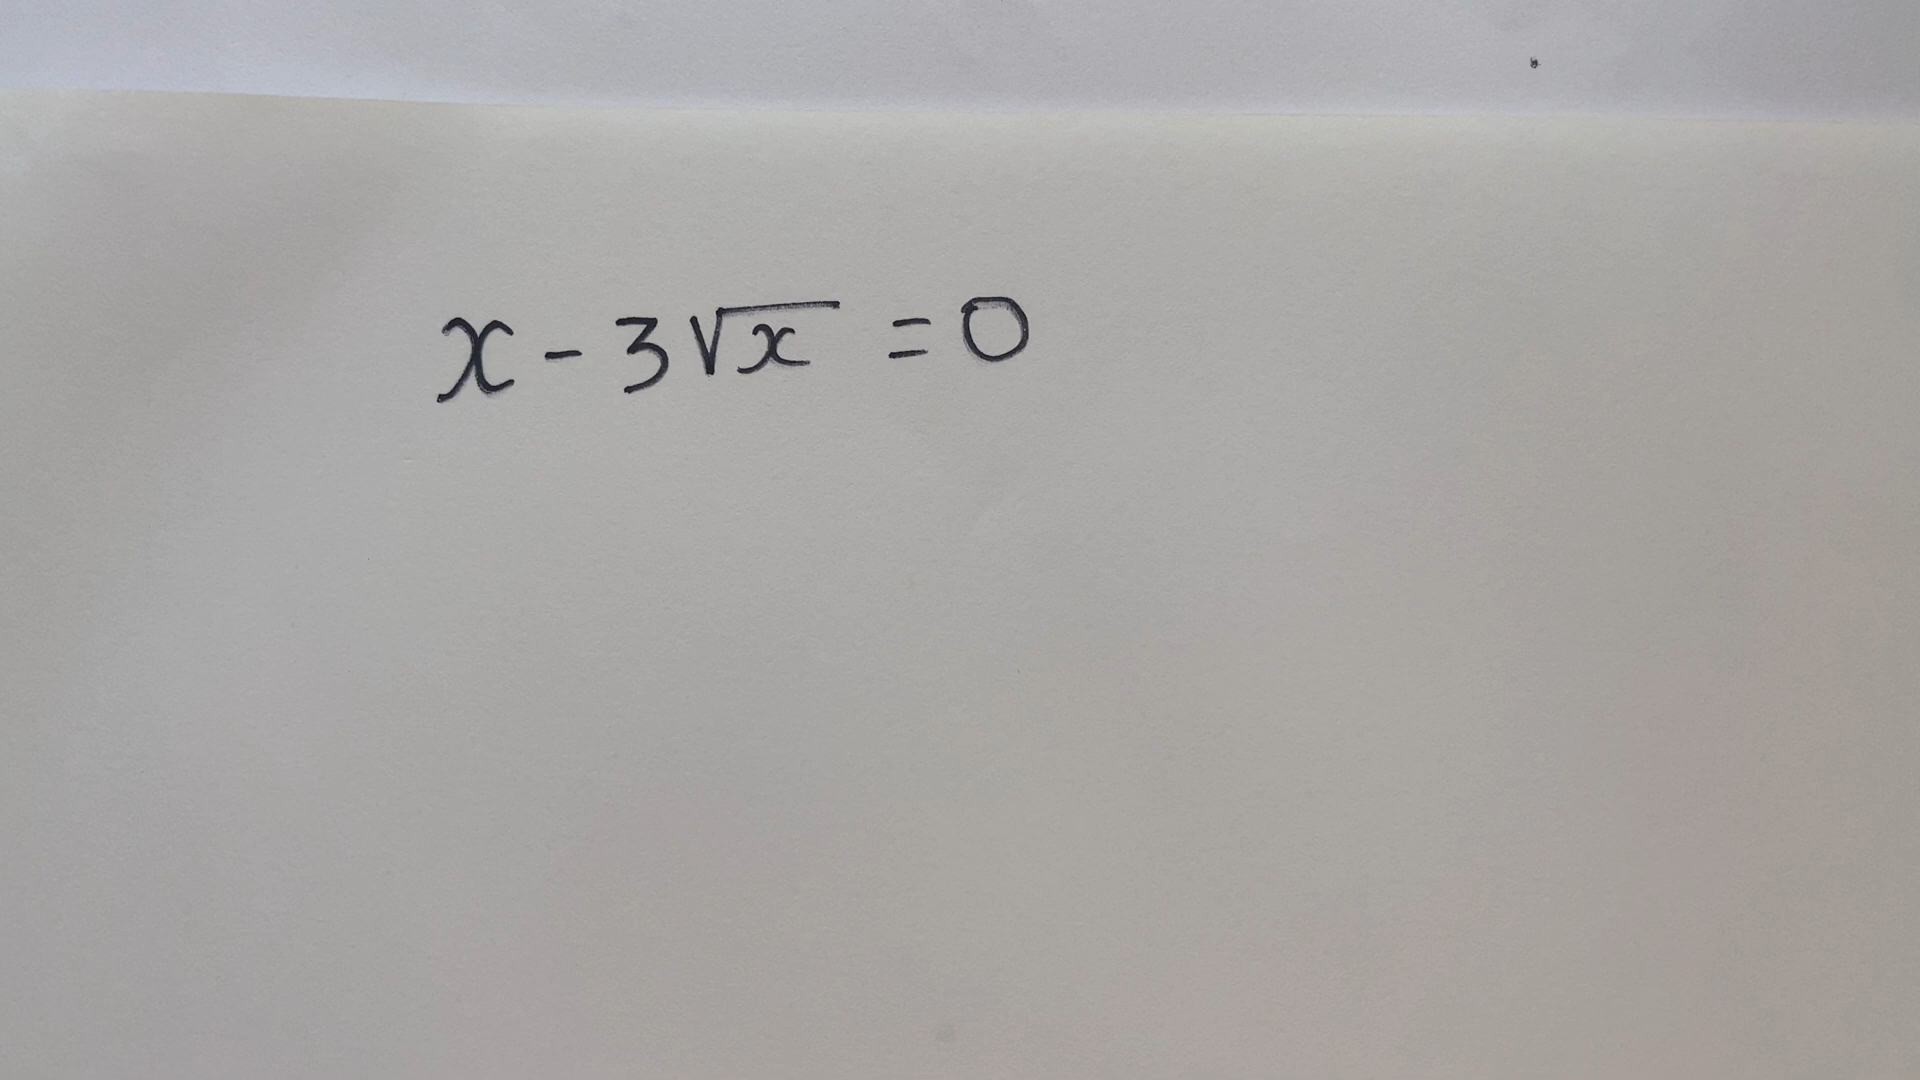 x - 3√x = 0